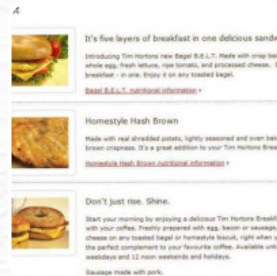 It's five layers of breakfast in one delicious
Introducing Tim Hortons new Bagel B.E.L.T. Made with crisp
whole egg, fresh lettuce, ripe tomato, and processed cheese.
breakfast - in one. Enjoy it on any toasted bagel.
Bagel B.E.L.T. nutritional information
Homestyle Hash Brown
Made with real shredded potato, lightly seasoned and oven
brown crispness. It's a great addition to your Tim Hortons
Homestyle Hash Brown nutritional information
Don't just rise. Shine.
Start your morning by enjoying a delicious Tim Hortons
with your coffee. Freshly prepared with egg, bacon or sausage,
cheese on any toasted bagel or homestyle biscuit, right when
the perfect complement to your favourite coffee. Available
weekdays and 12 noon weekends and holidays.
Sausage made with pork.